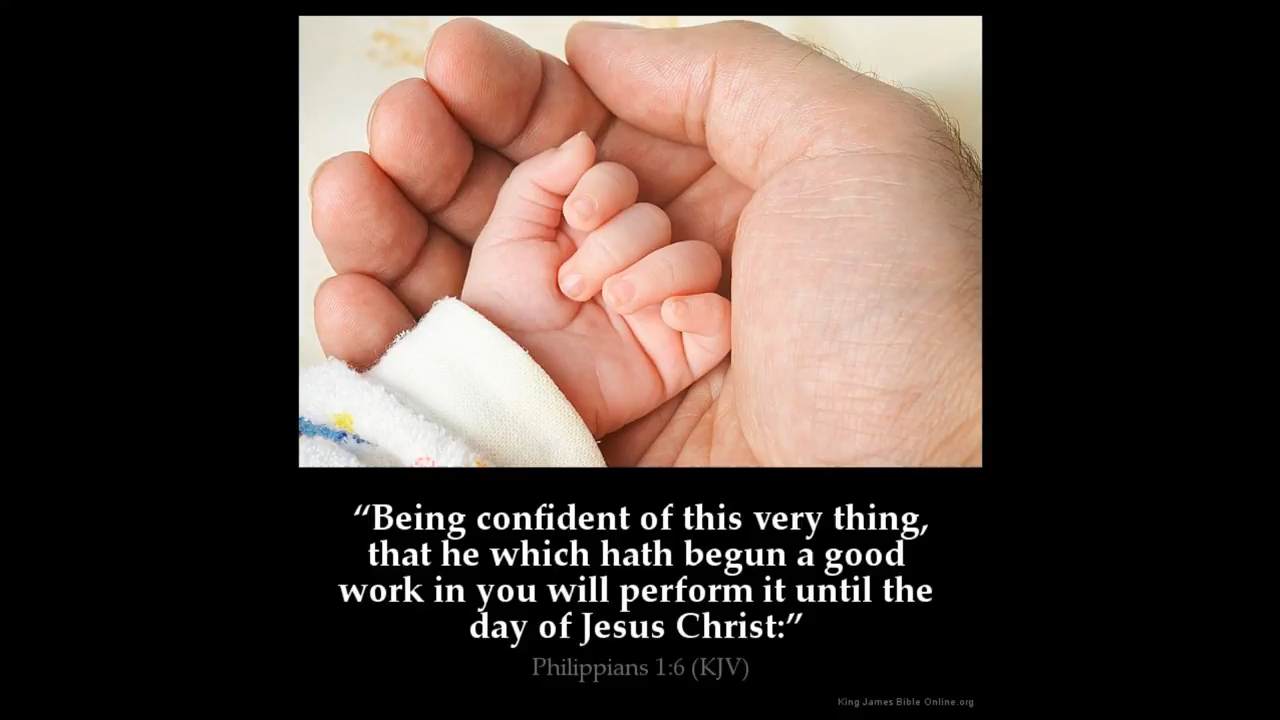 “Being confident of this very thing,
that he which hath begun a good
work in you will perform it until the
day of Jesus Christ:”
Philippians 1:6 (KJV)
King James Bible Online.org